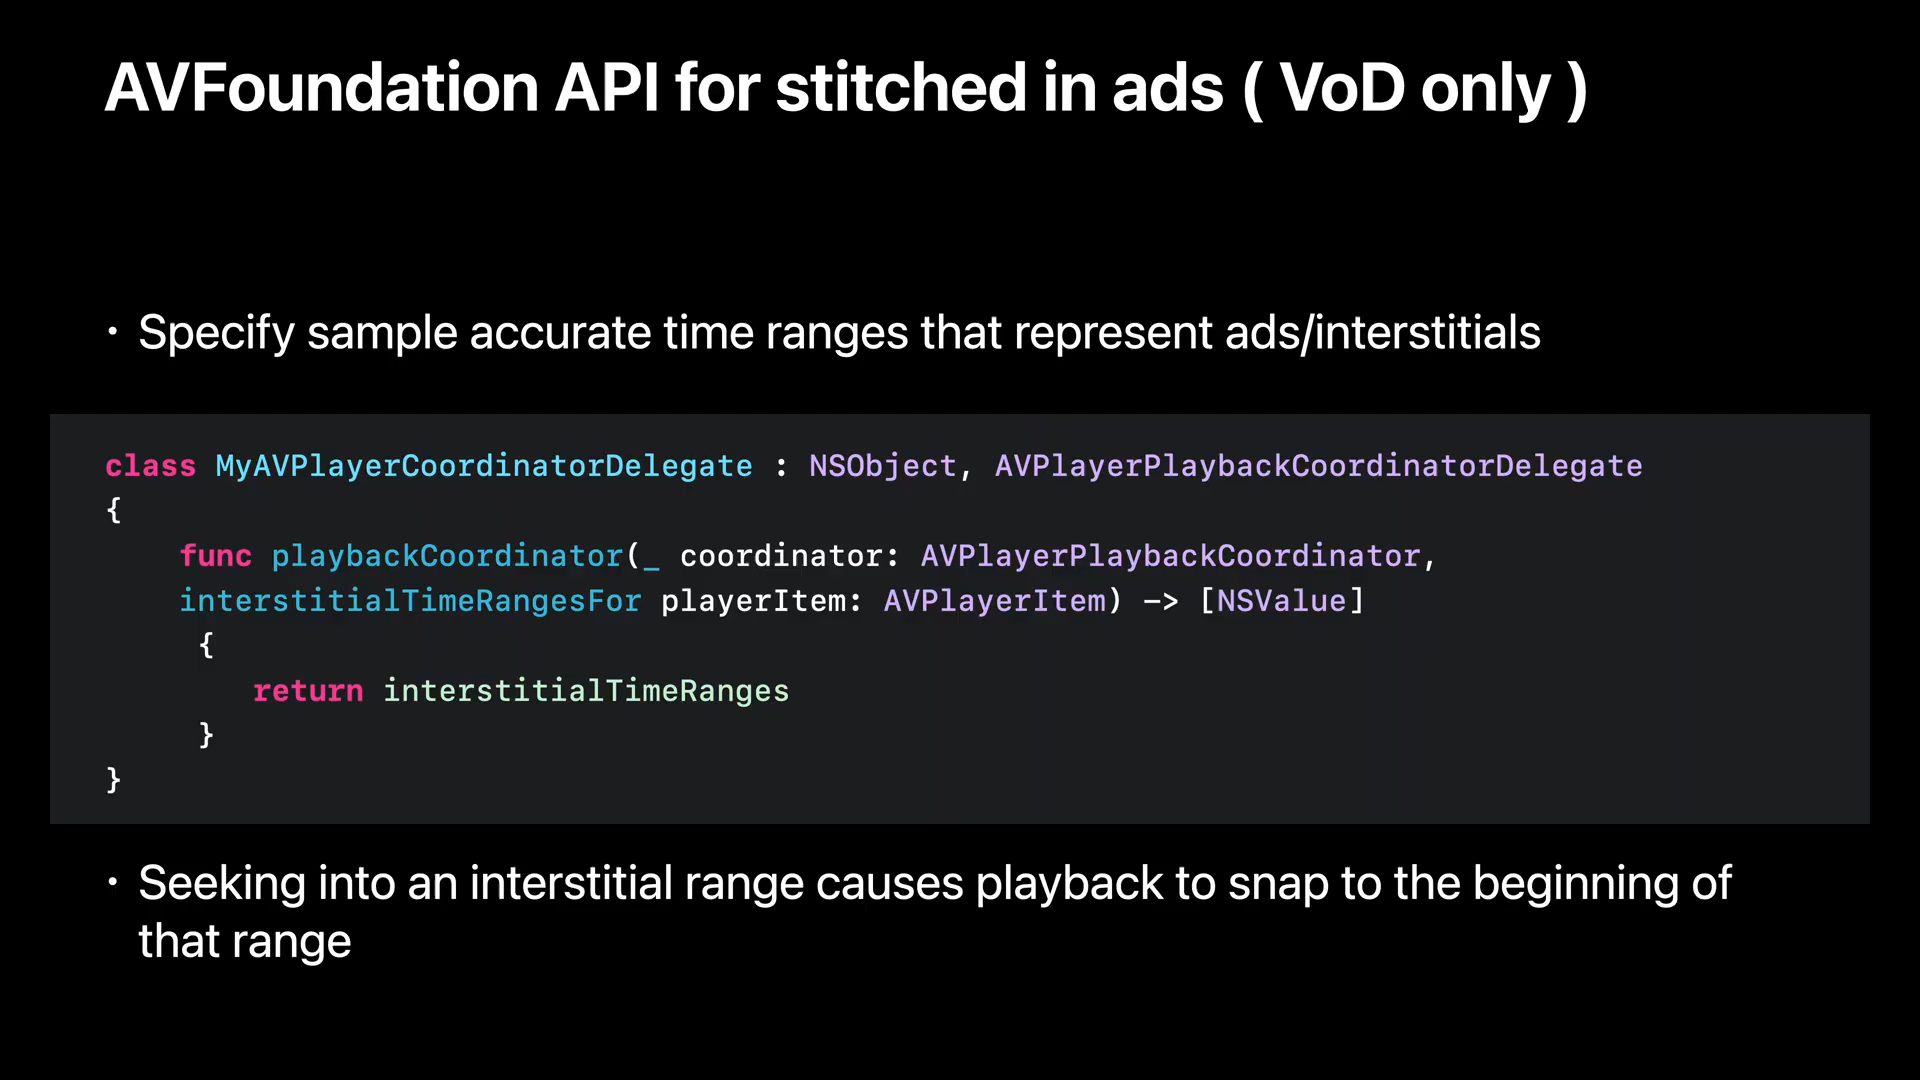 AVFoundation API for stitched in ads ( VoD only )
• Specify sample accurate time ranges that represent ads/interstitials
class MyAVPlayerCoordinatorDelegate : NSObject, AVPlayerPlaybackCoordinatorDelegate
{
func playbackCoordinator(_ coordinator: AVPlayerPlaybackCoordinator,
interstitialTimeRangesFor playerItem: AVPlayerItem) -> [NSValue]
{
return interstitialTimeRanges
}
}
• Seeking into an interstitial range causes playback to snap to the beginning of
that range